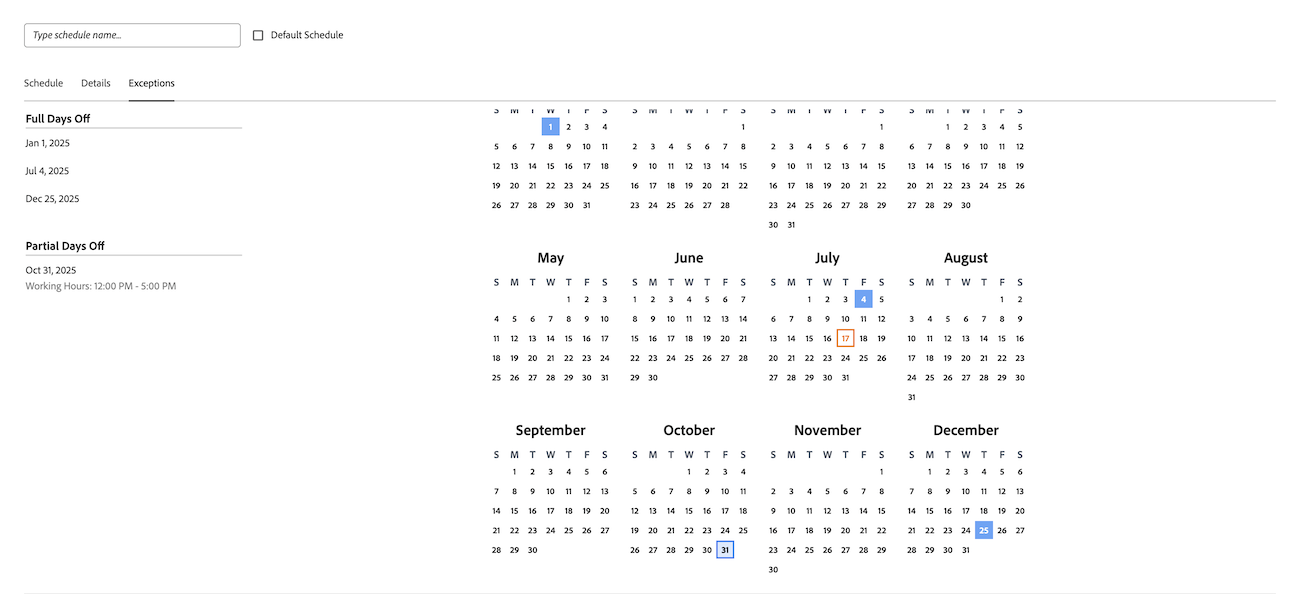 Type schedule name...
Default Schedule
Schedule Details Exceptions
Full Days Off
Jan 1, 2025
Jul 4, 2025
Dec 25, 2025
Partial Days Off
Oct 31, 2025
Working Hours: 12:00 PM - 5:00 PM
S M T W T F S S M T W T F S S M T W T F S S M T W T F S
1 2 3 4 1 1 1 2 3 4 5
5 6 7 8 9 10 11 2 3 4 5 6 7 8 2 3 4 5 6 7 8 6 7 8 9 10 11 12
12 13 14 15 16 17 18 9 10 11 12 13 14 15 9 10 11 12 13 14 15 13 14 15 16 17 18 19
19 20 21 22 23 24 25 16 17 18 19 20 21 22 16 17 18 19 20 21 22 20 21 22 23 24 25 26
26 27 28 29 30 31 23 24 25 26 27 28 23 24 25 26 27 28 29 27 28 29 30
30 31
May June July August
S M T W T F S S M T W T F S S M T W T F S S M T W T F S
1 2 3 1 2 3 4 5 6 7 1 2 3 4 5 1 2
4 5 6 7 8 9 10 8 9 10 11 12 13 14 6 7 8 9 10 11 12 3 4 5 6 7 8 9
11 12 13 14 15 16 17 15 16 17 18 19 20 21 13 14 15 16 17 18 19 10 11 12 13 14 15 16
18 19 20 21 22 23 24 22 23 24 25 26 27 28 20 21 22 23 24 25 26 17 18 19 20 21 22 23
25 26 27 28 29 30 31 29 30 27 28 29 30 31 24 25 26 27 28 29 30
31
September October November December
S M T W T F S S M T W T F S S M T W T F S S M T W T F S
1 2 3 4 5 6 1 2 3 4 1 1 2 3 4 5 6
7 8 9 10 11 12 13 5 6 7 8 9 10 11 2 3 4 5 6 7 8 7 8 9 10 11 12 13
14 15 16 17 18 19 20 12 13 14 15 16 17 18 9 10 11 12 13 14 15 14 15 16 17 18 19 20
21 22 23 24 25 26 27 19 20 21 22 23 24 25 16 17 18 19 20 21 22 21 22 23 24 25 26 27
28 29 30 26 27 28 29 30 31 23 24 25 26 27 28 29 28 29 30 31
30